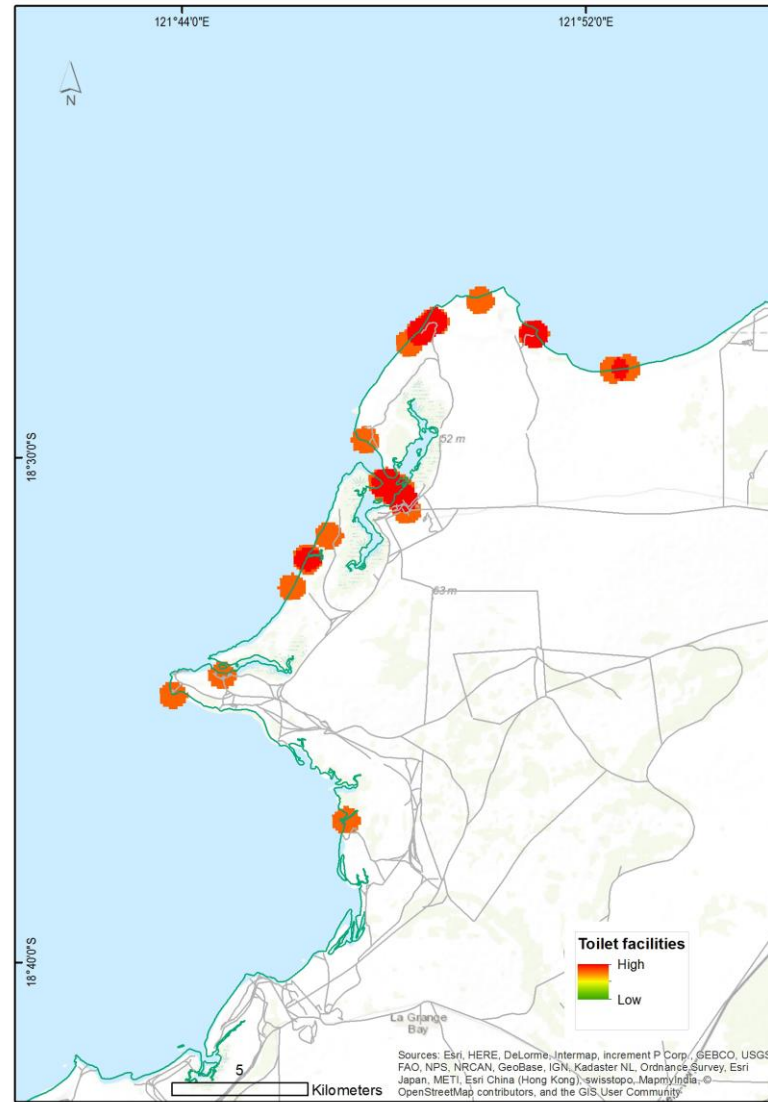 121°44'0"E
121°52'0"E
N
52 m
18°30'0"S
63 m
18°40'0"S
Toilet facilities
High
Low
La Grange
Bay
5
Kilometers
Sources: Esri, HERE, DeLorme, Intermap, increment P Corp., GEBCO, USGS,
FAO, NPS, NRCAN, GeoBase, IGN, Kadaster NL, Ordnance Survey, Esri
Japan, METI, Esri China (Hong Kong), swisstopo, MapmyIndia, ©
OpenStreetMap contributors, and the GIS User Community